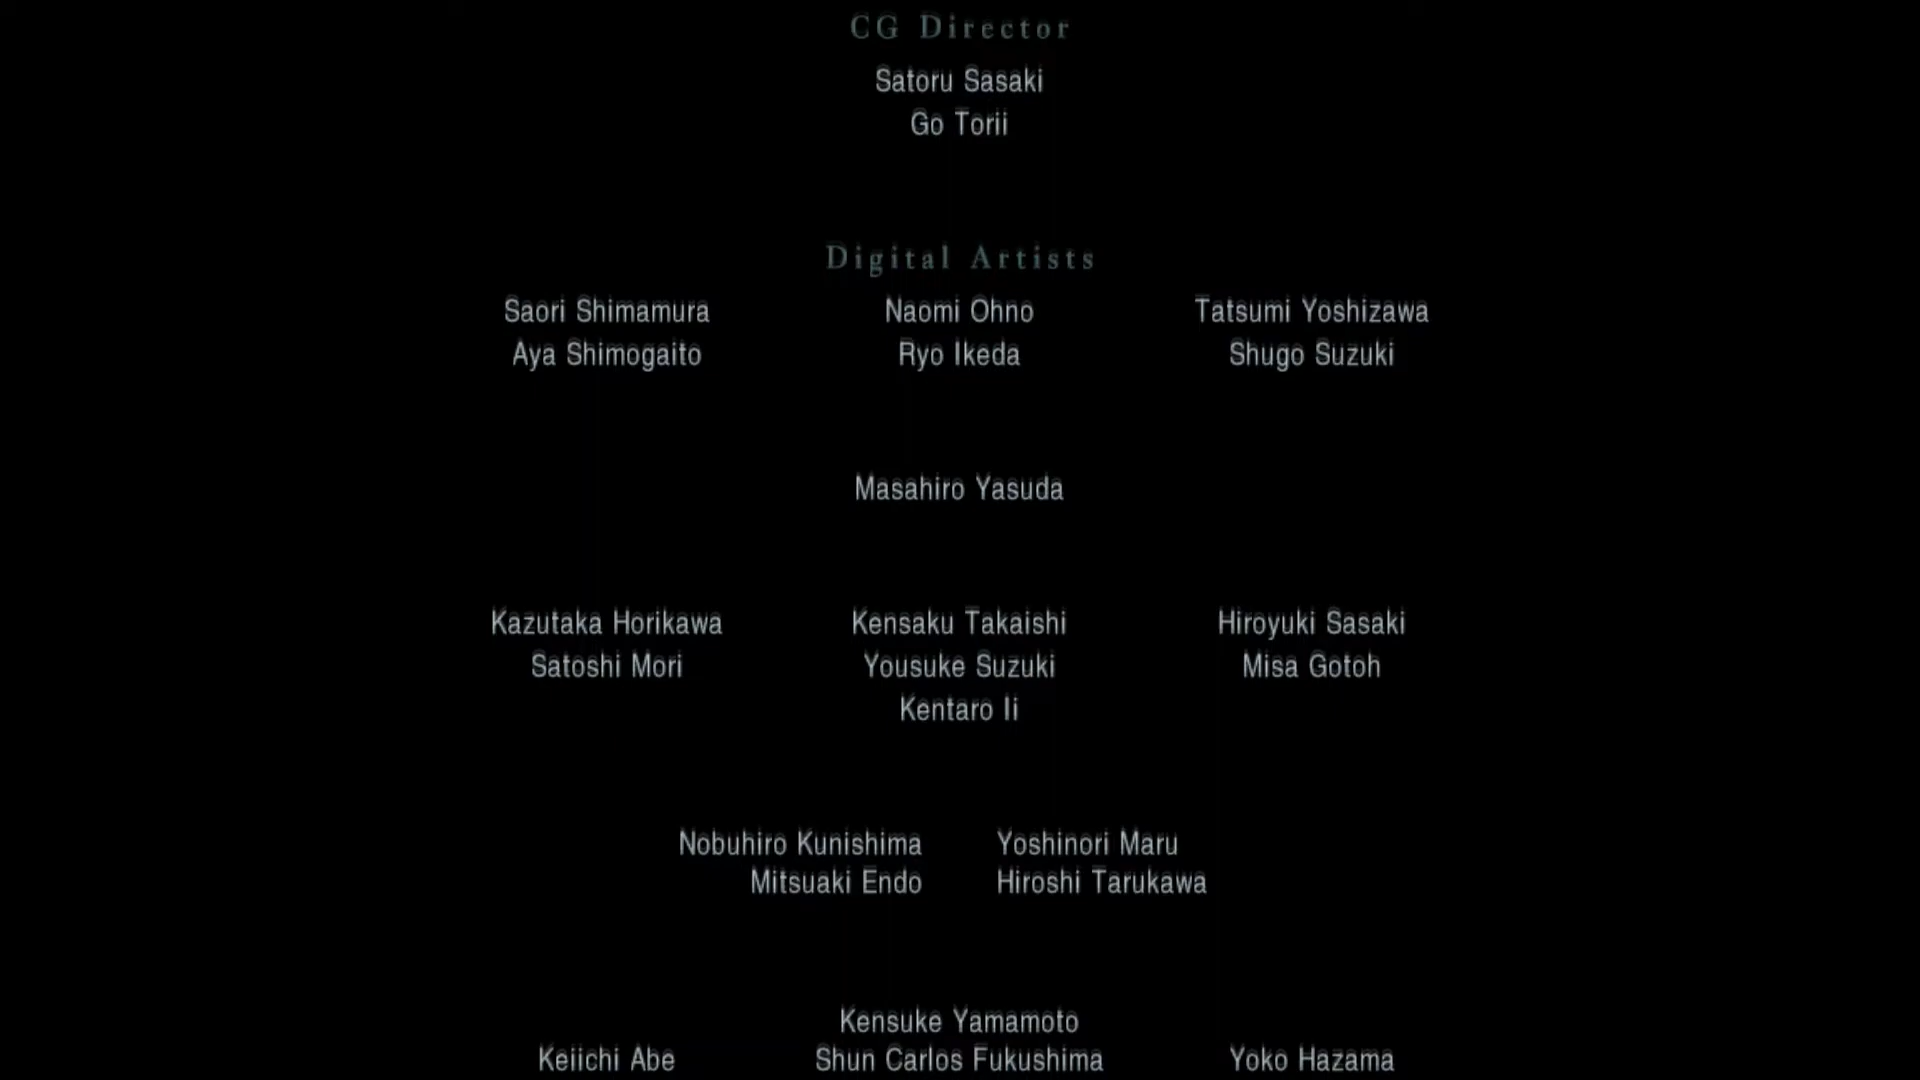 CG Director
Satoru Sasaki
Go Torii
Digital Artists
Saori Shimamura Naomi Ohno Tatsumi Yoshizawa
Aya Shimogaito Ryo Ikeda Shugo Suzuki
Masahiro Yasuda
Kazutaka Horikawa Kensaku Takaishi Hiroyuki Sasaki
Satoshi Mori Yousuke Suzuki Misa Gotoh
Kentaro Ii
Nobuhiro Kunishima Yoshinori Maru
Mitsuaki Endo Hiroshi Tarukawa
Kensuke Yamamoto
Keiichi Abe Shun Carlos Fukushima Yoko Hazama